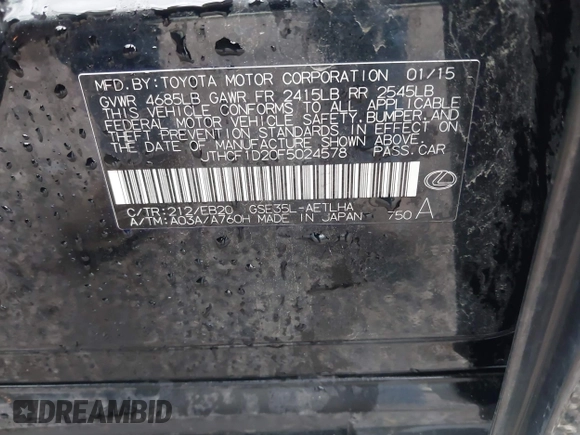 MFD. BY: TOYOTA MOTOR CORPORATION 01/15
GVWR 4685LB GAWR FR 2415LB RR 2545LB
THIS VEHICLE CONFORMS TO ALL APPLICABLE
FEDERAL MOTOR VEHICLE SAFETY, BUMPER, AND
THEFT PREVENTION STANDARDS IN EFFECT ON
THE DATE OF MANUFACTURE SHOWN ABOVE.
JTHCF1D20F5024578 PASS. CAR
C/TR: 212/EB20 GSE35L-AETLHA
A/TM: A03A/A760H MADE IN JAPAN 750 A
DREAMBID